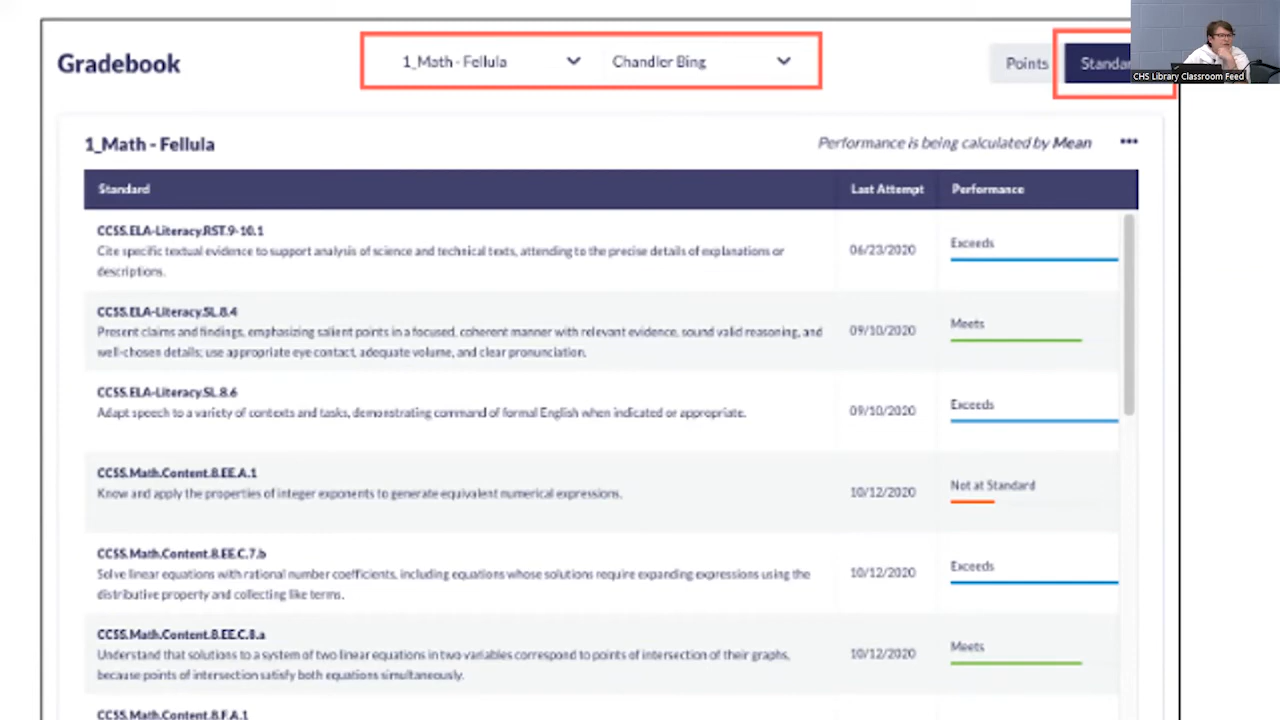 Gradebook
1_Math - Fellula
Chandler Bing
Points
Standar
CHS Library Classroom Feed
1_Math - Fellula
Performance is being calculated by Mean
Standard
Last Attempt
Performance
CCSS.ELA-Literacy.RST.9-10.1
Cite specific textual evidence to support analysis of science and technical texts, attending to the precise details of explanations or
descriptions.
06/23/2020
Exceeds
CCSS.ELA-Literacy.SL.8.4
Present claims and findings, emphasizing salient points in a focused, coherent manner with relevant evidence, sound valid reasoning, and
well-chosen details; use appropriate eye contact, adequate volume, and clear pronunciation.
09/10/2020
Meets
CCSS.ELA-Literacy.SL.8.6
Adapt speech to a variety of contexts and tasks, demonstrating command of formal English when indicated or appropriate.
09/10/2020
Exceeds
CCSS.Math.Content.8.EE.A.1
Know and apply the properties of integer exponents to generate equivalent numerical expressions.
10/12/2020
Not at Standard
CCSS.Math.Content.8.EE.C.7.b
Solve linear equations with rational number coefficients, including equations whose solutions require expanding expressions using the
distributive property and collecting like terms.
10/12/2020
Exceeds
CCSS.Math.Content.8.EE.C.8.a
Understand that solutions to a system of two linear equations in two variables correspond to points of intersection of their graphs,
because points of intersection satisfy both equations simultaneously.
10/12/2020
Meets
CCSS.Math.Content.8.F.A.1